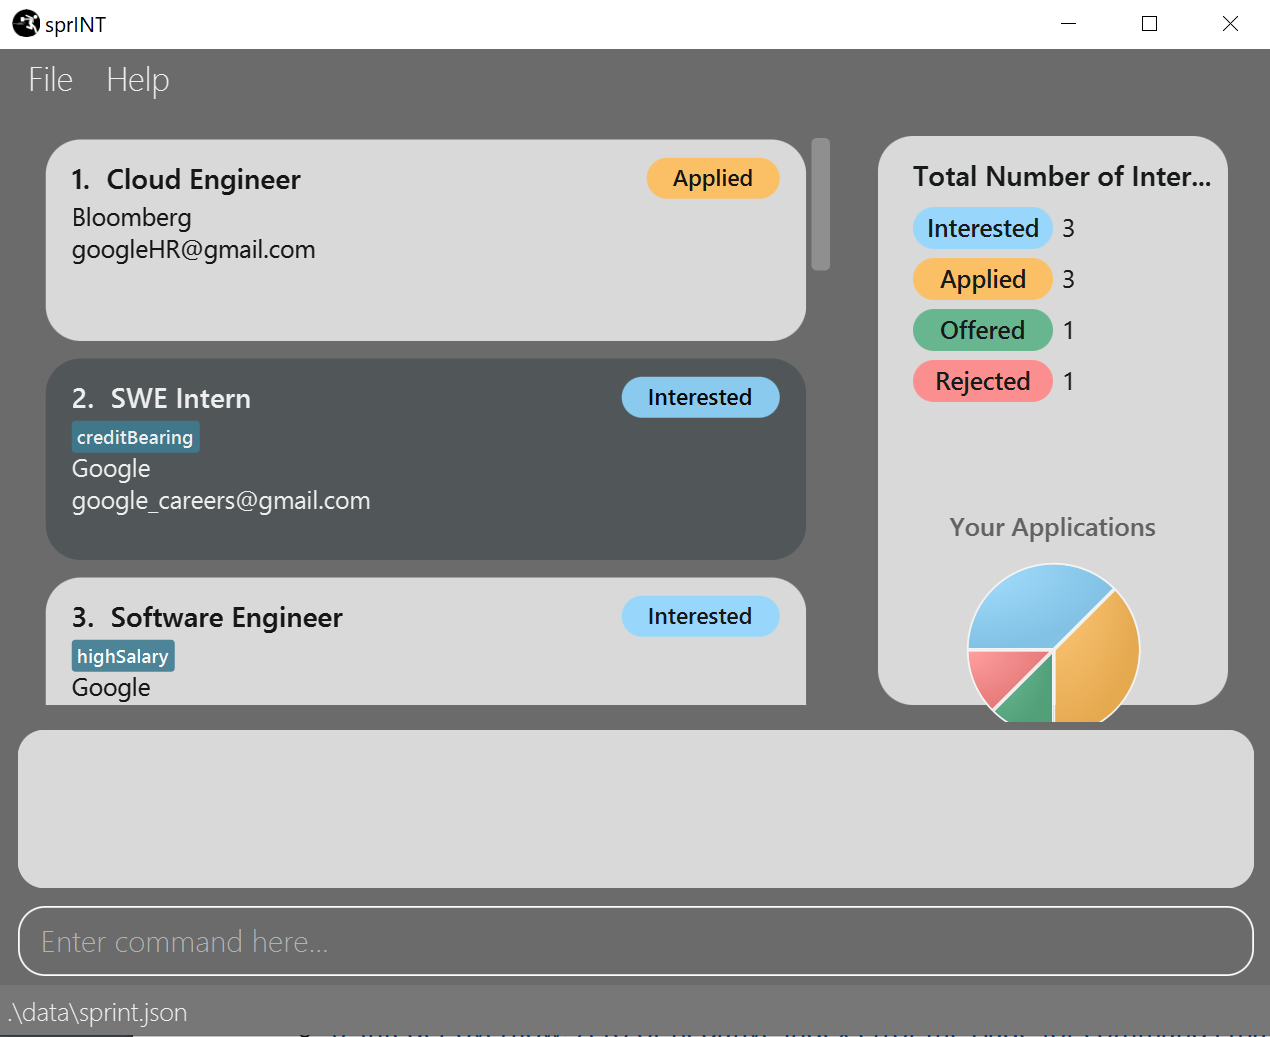 sprINT
File Help
1. Cloud Engineer
Applied
Bloomberg
googleHR@gmail.com
2. SWE Intern
Interested
creditBearing
Google
google_careers@gmail.com
3. Software Engineer
Interested
highSalary
Google
Total Number of Inter...
Interested 3
Applied 3
Offered 1
Rejected 1
Your Applications
Enter command here...
.\data\sprint.json